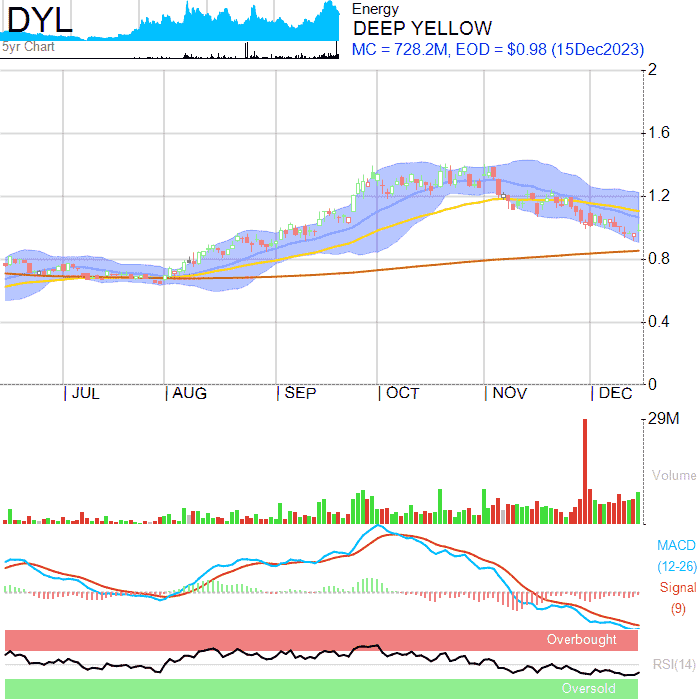 DYL
5yr Chart
Energy
DEEP YELLOW
MC = 728.2M, EOD = $0.98 (15Dec2023)
2
1.6
1.2
0.8
0.4
0
JUL AUG SEP OCT NOV DEC
29M
Volume
MACD
(12-26)
Signal
(9)
Overbought
RSI(14)
Oversold